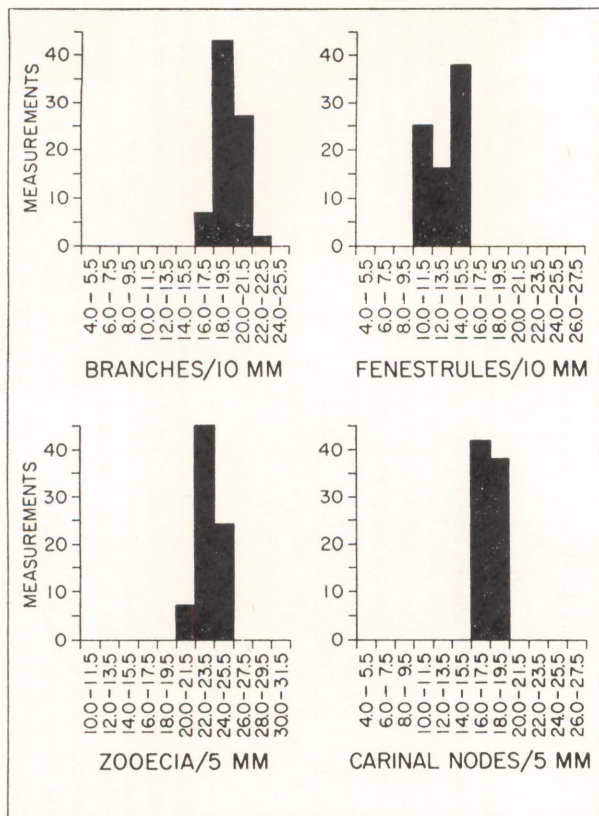 MEASUREMENTS
40
30
20
10
0
4.0 – 5.5
6.0 – 7.5
8.0 – 9.5
10.0 – 11.5
12.0 – 13.5
14.0 – 15.5
16.0 – 17.5
18.0 – 19.5
20.0 – 21.5
22.0 – 22.5
24.0 – 25.5
BRANCHES/10 MM
40
30
20
10
0
4.0 – 5.5
6.0 – 7.5
8.0 – 9.5
10.0 – 11.5
12.0 – 13.5
14.0 – 15.5
16.0 – 17.5
18.0 – 19.5
20.0 – 21.5
22.0 – 23.5
24.0 – 25.5
26.0 – 27.5
FENESTRULES/10 MM
MEASUREMENTS
40
30
20
10
0
10.0 – 11.5
12.0 – 13.5
14.0 – 15.5
16.0 – 17.5
18.0 – 19.5
20.0 – 21.5
22.0 – 23.5
24.0 – 25.5
26.0 – 27.5
28.0 – 29.5
30.0 – 31.5
ZOOECIA/5 MM
40
30
20
10
0
4.0 – 5.5
6.0 – 7.5
8.0 – 9.5
10.0 – 11.5
12.0 – 13.5
14.0 – 15.5
16.0 – 17.5
18.0 – 19.5
20.0 – 21.5
22.0 – 23.5
24.0 – 25.5
26.0 – 27.5
CARINAL NODES/5 MM